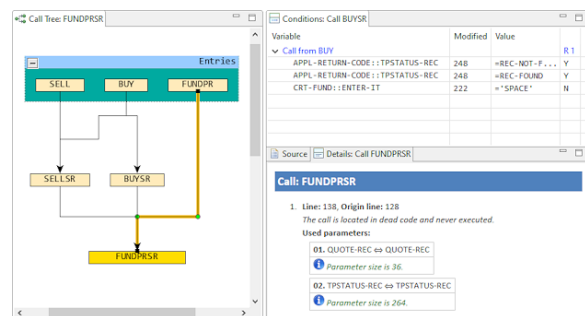 Call Tree: FUNDPRSR
Entries
SELL
BUY
FUNDPR
SELLSR
BUYSR
FUNDPRSR
Conditions: Call BUYSR
Variable Modified Value
Call from BUY R 1
APPL-RETURN-CODE::TPSTATUS-REC 248 =REC-NOT-F... Y
APPL-RETURN-CODE::TPSTATUS-REC 248 =REC-FOUND Y
CRT-FUND::ENTER-IT 222 ='SPACE' N
Source Details: Call FUNDPRSR
Call: FUNDPRSR
1. Line: 138, Origin line: 128
The call is located in dead code and never executed.
Used parameters:
01. QUOTE-REC ⇔ QUOTE-REC
Parameter size is 36.
02. TPSTATUS-REC ⇔ TPSTATUS-REC
Parameter size is 264.